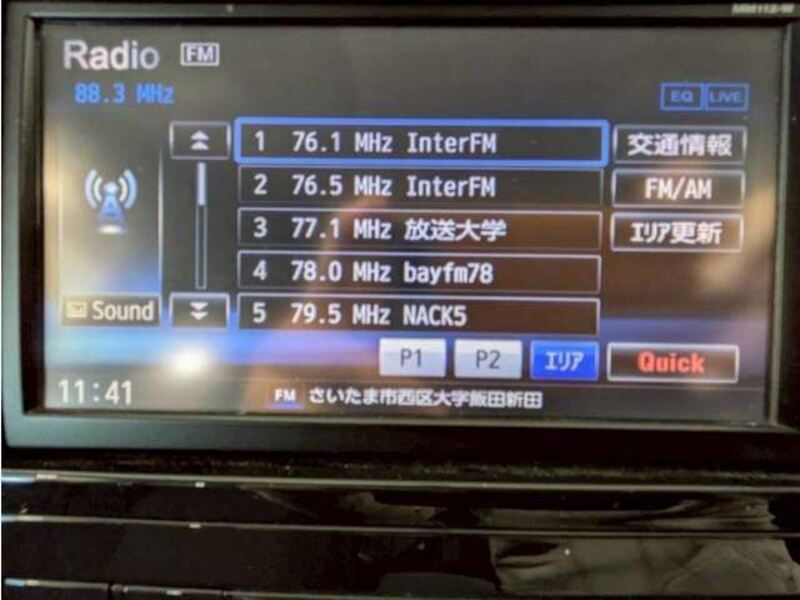 Radio FM
88.3 MHz
EQ LIVE
1 76.1 MHz InterFM
交通情報
2 76.5 MHz InterFM
FM/AM
3 77.1 MHz 放送大学
エリア更新
4 78.0 MHz bayfm78
5 79.5 MHz NACK5
Sound
P1 P2 エリア Quick
11:41
FM さいたま市西区大字飯田新田